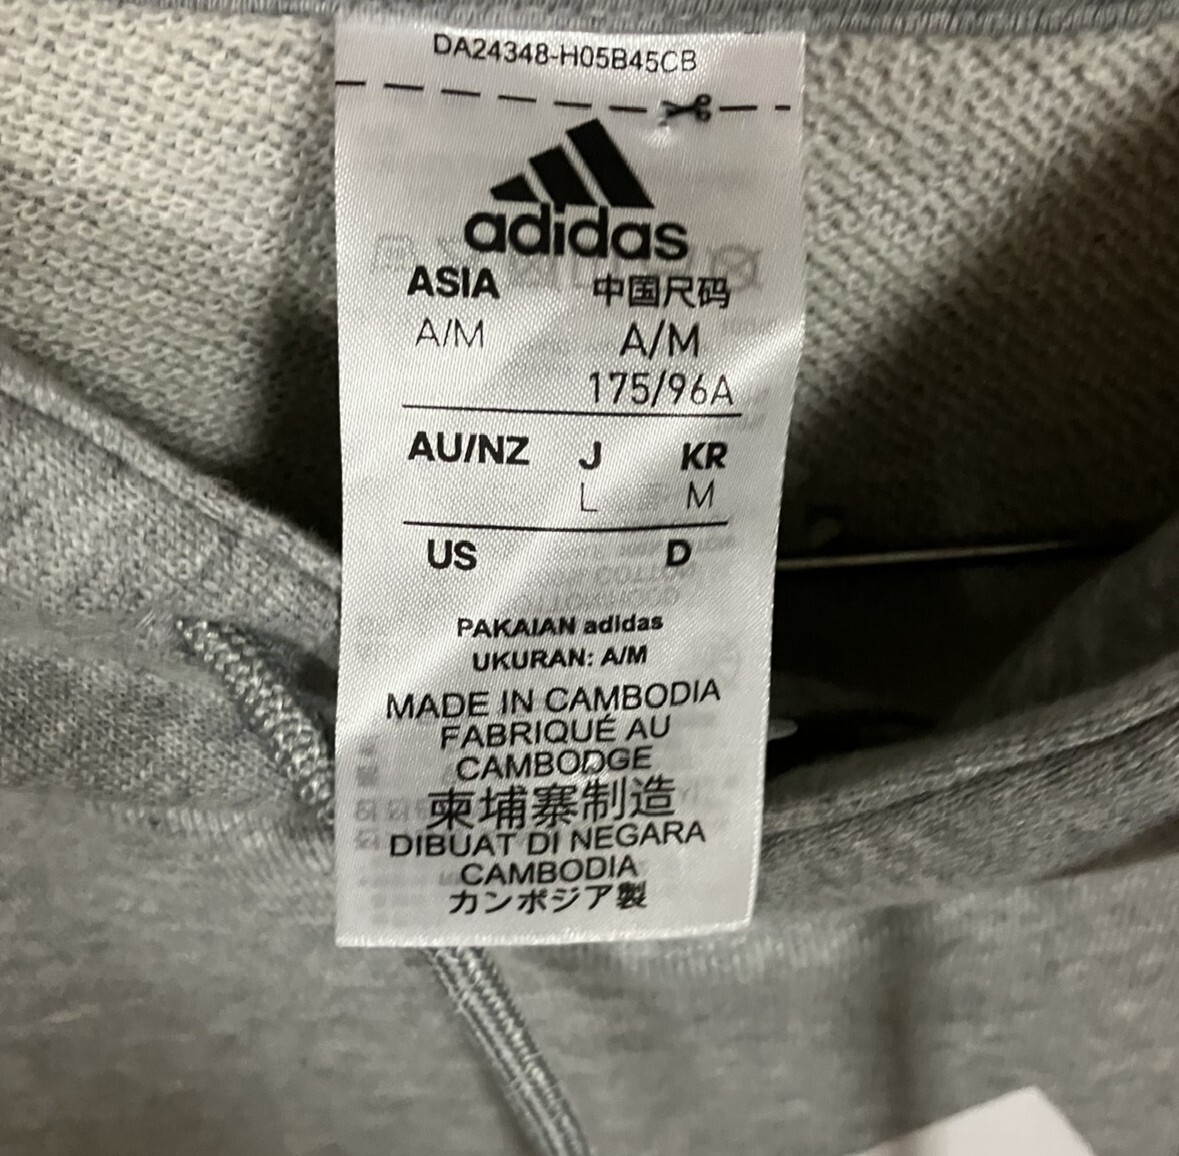 DA24348-H05B45CB
adidas
ASIA 中国尺码
A/M A/M
175/96A
AU/NZ J KR
L M
US D
PAKAIAN adidas
UKURAN: A/M
MADE IN CAMBODIA
FABRIQUÉ AU
CAMBODGE
柬埔寨制造
DIBUAT DI NEGARA
CAMBODIA
カンボジア製